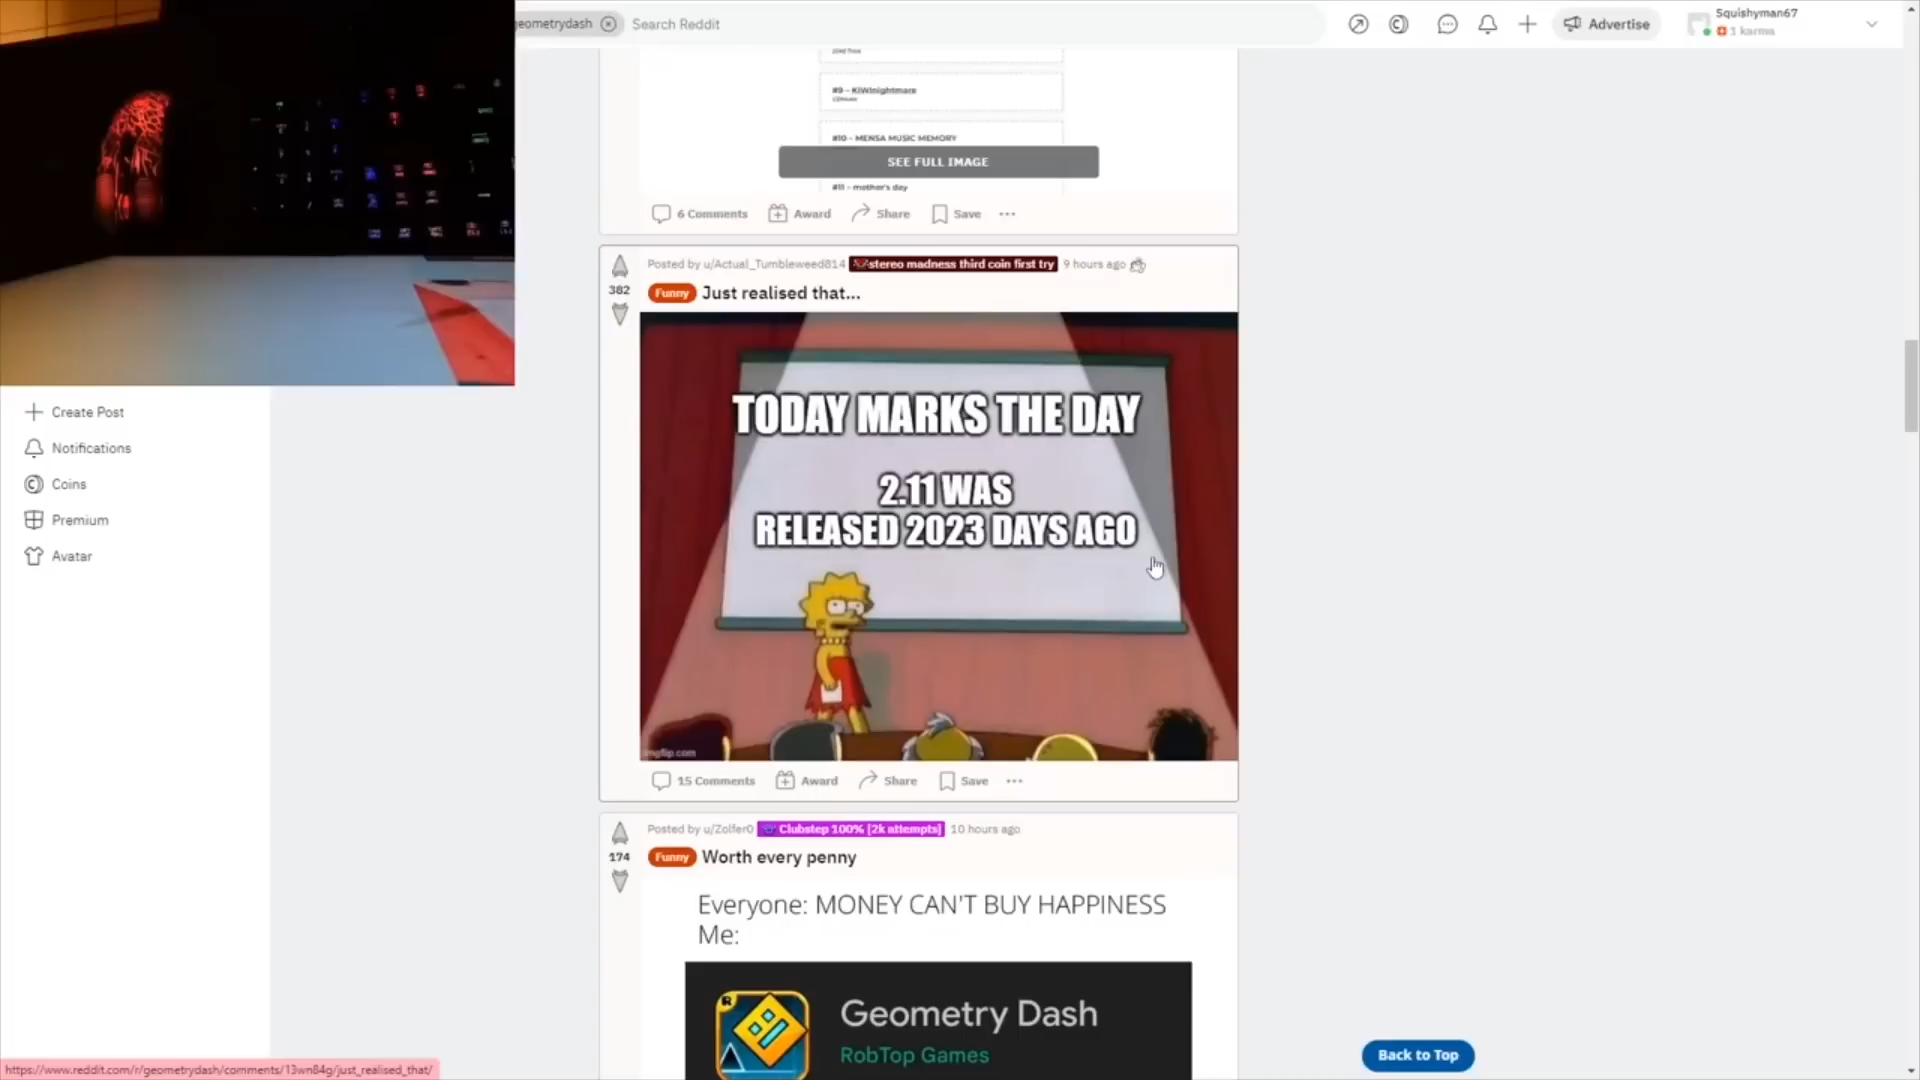 geometrydash
Search Reddit
Advertise
Squishyman67
1 karma
#9 - KiWinightmare
#10 - MENSA MUSIC MEMORY
SEE FULL IMAGE
#11 - mother's day
6 Comments
Award
Share
Save
Posted by u/Actual_Tumbleweed814 stereo madness third coin first try 9 hours ago
382
Funny Just realised that...
TODAY MARKS THE DAY
2.11 WAS
RELEASED 2023 DAYS AGO
imgflip.com
15 Comments
Award
Share
Save
Create Post
Notifications
Coins
Premium
Avatar
Posted by u/Zolfer0 Clubstep 100% [2k attempts] 10 hours ago
174
Funny Worth every penny
Everyone: MONEY CAN'T BUY HAPPINESS
Me:
Geometry Dash
RobTop Games
Back to Top
https://www.reddit.com/r/geometrydash/comments/13wn84g/just_realised_that/